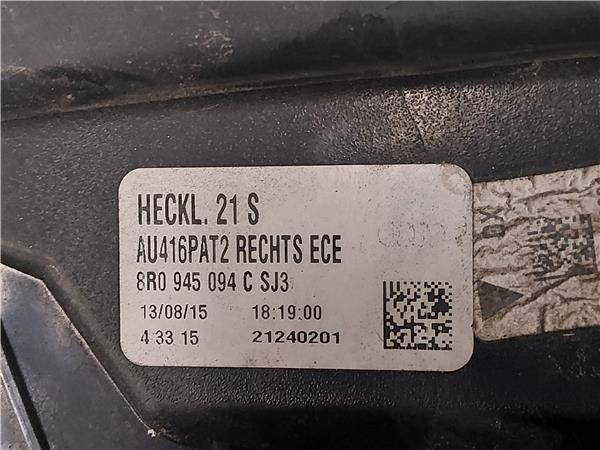 HECKL. 21 S
AU416PAT2 RECHTS ECE
8R0 945 094 C SJ3
13/08/15 18:19:00
4 33 15 21240201
XO